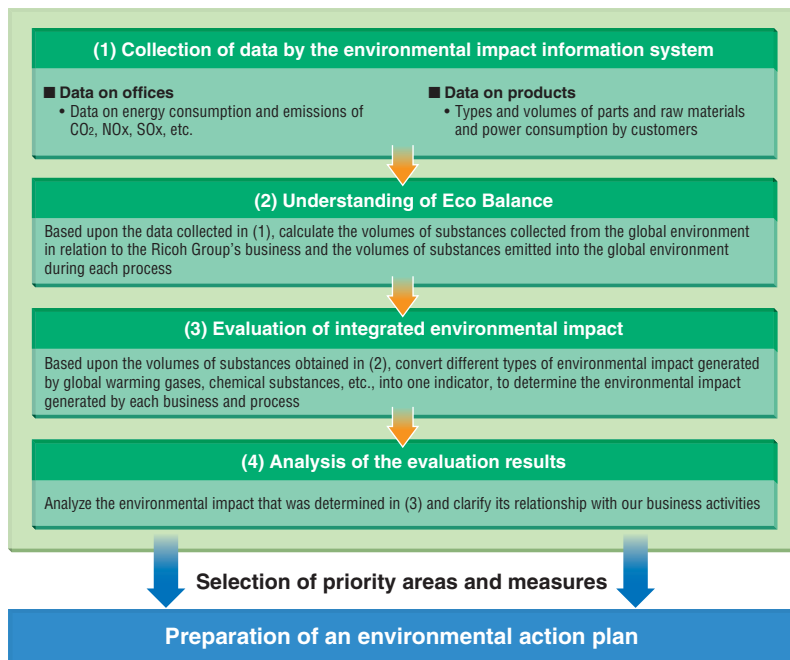 (1) Collection of data by the environmental impact information system
■ Data on offices
• Data on energy consumption and emissions of
CO₂, NOx, SOx, etc.
■ Data on products
• Types and volumes of parts and raw materials
and power consumption by customers
(2) Understanding of Eco Balance
Based upon the data collected in (1), calculate the volumes of substances collected from the global environment
in relation to the Ricoh Group's business and the volumes of substances emitted into the global environment
during each process
(3) Evaluation of integrated environmental impact
Based upon the volumes of substances obtained in (2), convert different types of environmental impact generated
by global warming gases, chemical substances, etc., into one indicator, to determine the environmental impact
generated by each business and process
(4) Analysis of the evaluation results
Analyze the environmental impact that was determined in (3) and clarify its relationship with our business activities
Selection of priority areas and measures
Preparation of an environmental action plan